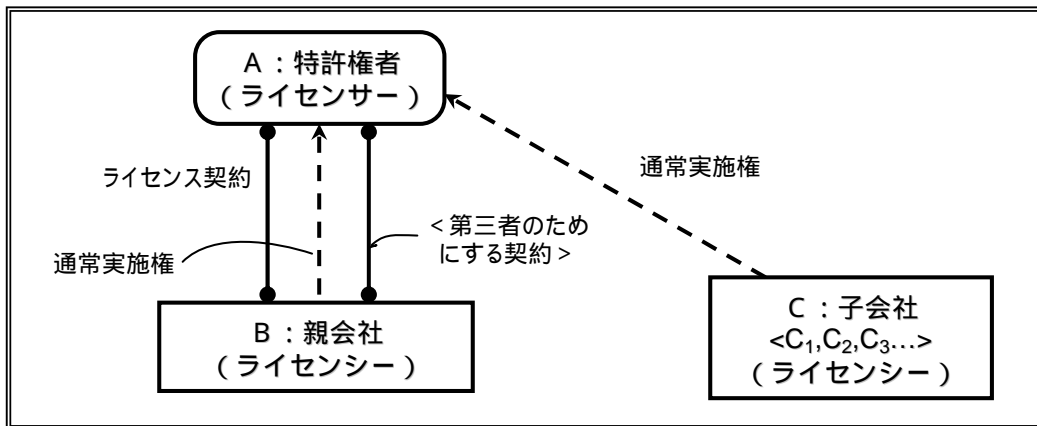 A：特許権者
（ライセンサー）
ライセンス契約
通常実施権
通常実施権
＜第三者のため
にする契約＞
B：親会社
（ライセンシー）
C：子会社
<C₁,C₂,C₃…>
（ライセンシー）